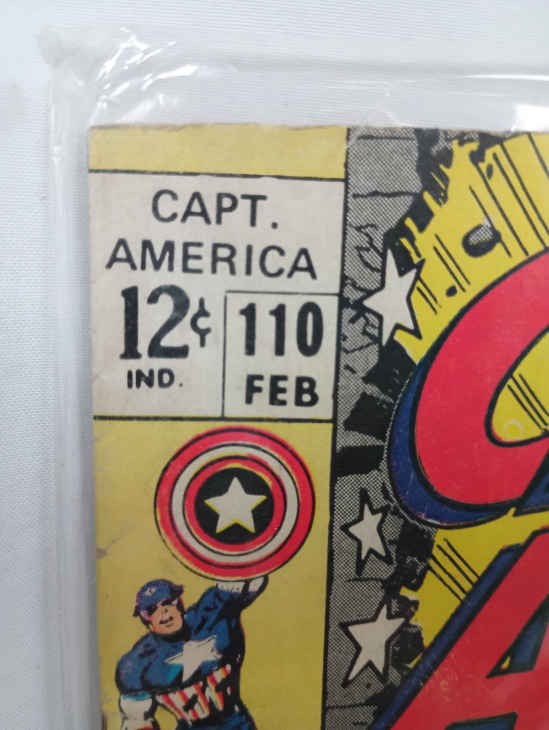 CAPT.
AMERICA
12¢ 110
IND. FEB